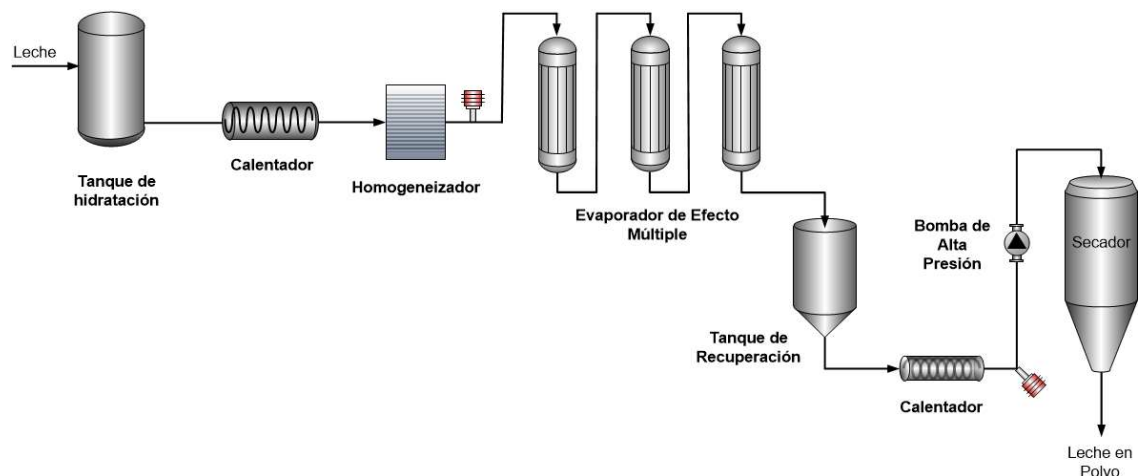 Leche
Tanque de
hidratación
Calentador
Homogeneizador
Evaporador de Efecto
Múltiple
Tanque de
Recuperación
Calentador
Bomba de
Alta
Presión
Secador
Leche en
Polvo